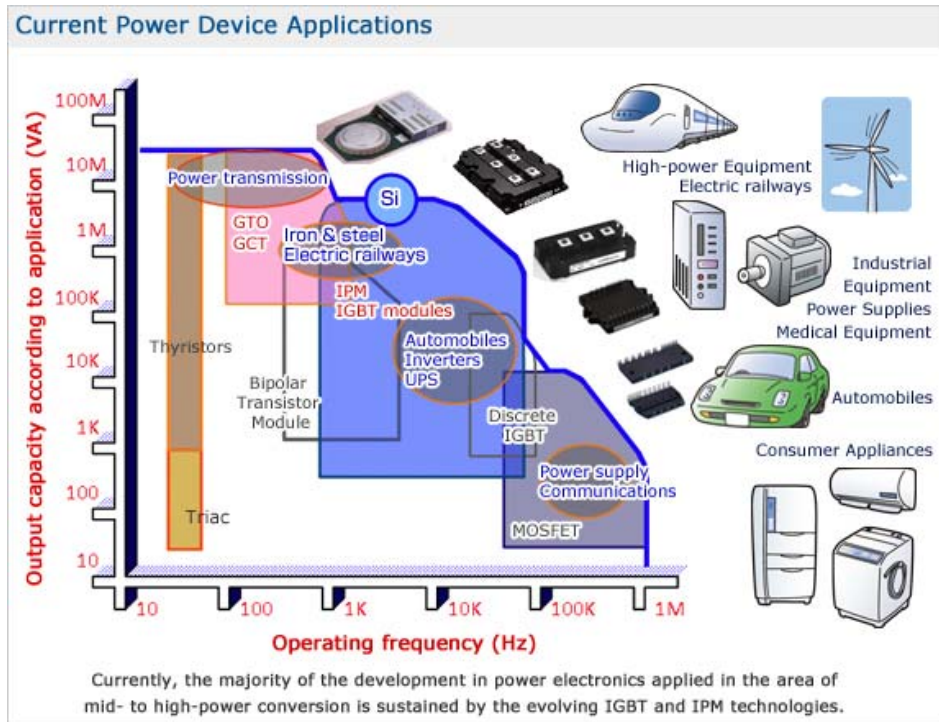 Current Power Device Applications
Output capacity according to application (VA)
100M
10M
1M
100K
10K
1K
100
10
Power transmission
Si
GTO
GCT
Iron & steel
Electric railways
IPM
IGBT modules
Thyristors
Automobiles
Inverters
UPS
Bipolar
Transistor
Module
Discrete
IGBT
Power supply
Communications
Triac
MOSFET
High-power Equipment
Electric railways
Industrial
Equipment
Power Supplies
Medical Equipment
Automobiles
Consumer Appliances
10
100
1K
10K
100K
1M
Operating frequency (Hz)
Currently, the majority of the development in power electronics applied in the area of
mid- to high-power conversion is sustained by the evolving IGBT and IPM technologies.